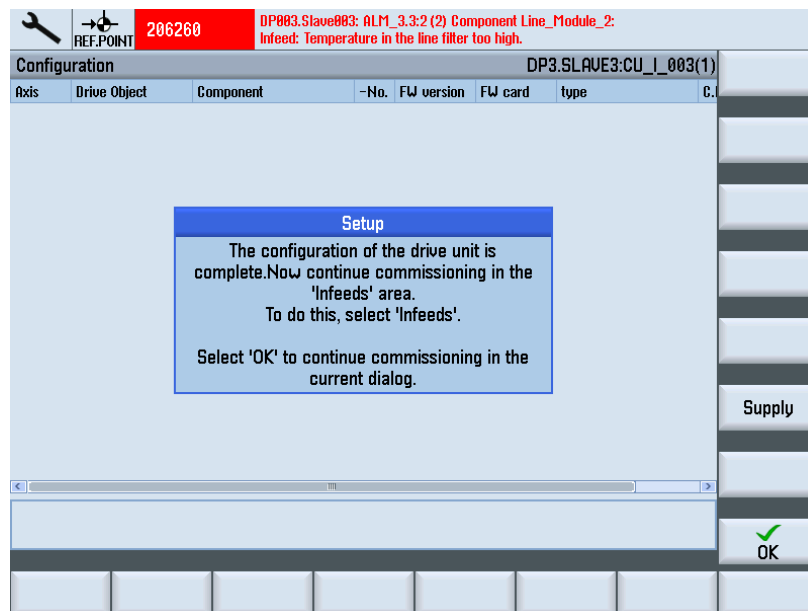 REF.POINT
206260
DP003.Slave003: ALM_3.3:2 (2) Component Line_Module_2:
Infeed: Temperature in the line filter too high.
Configuration DP3.SLAVE3:CU_I_003(1)
Axis Drive Object Component -No. FW version FW card type C.
Setup
The configuration of the drive unit is
complete.Now continue commissioning in the
'Infeeds' area.
To do this, select 'Infeeds'.
Select 'OK' to continue commissioning in the
current dialog.
Supply
OK